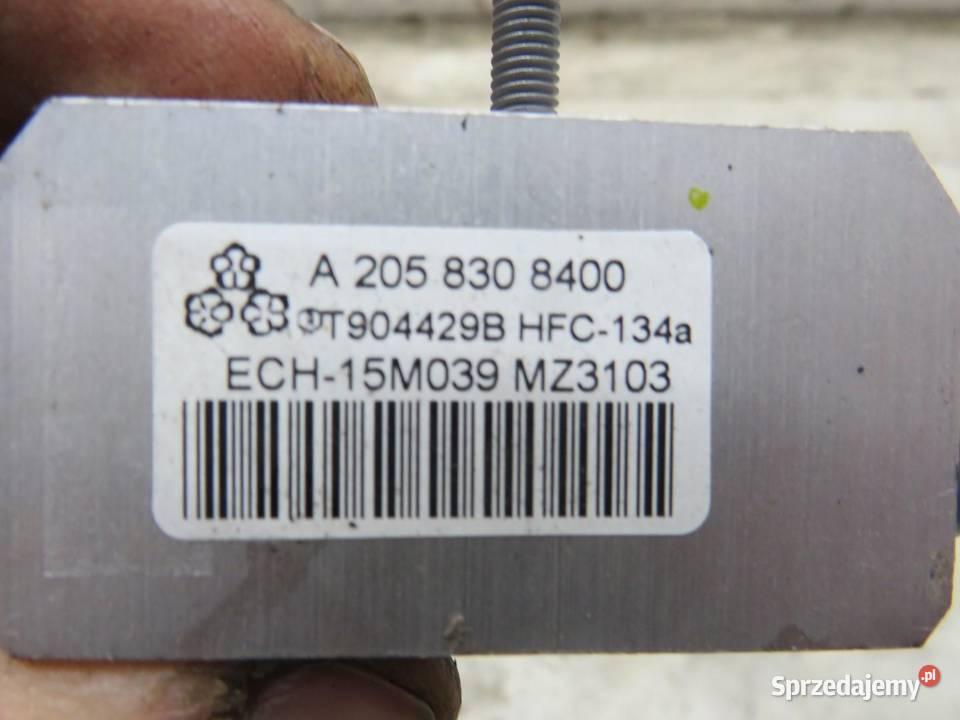 A 205 830 8400
T904429B HFC-134a
ECH-15M039 MZ3103
Sprzedajemy.pl